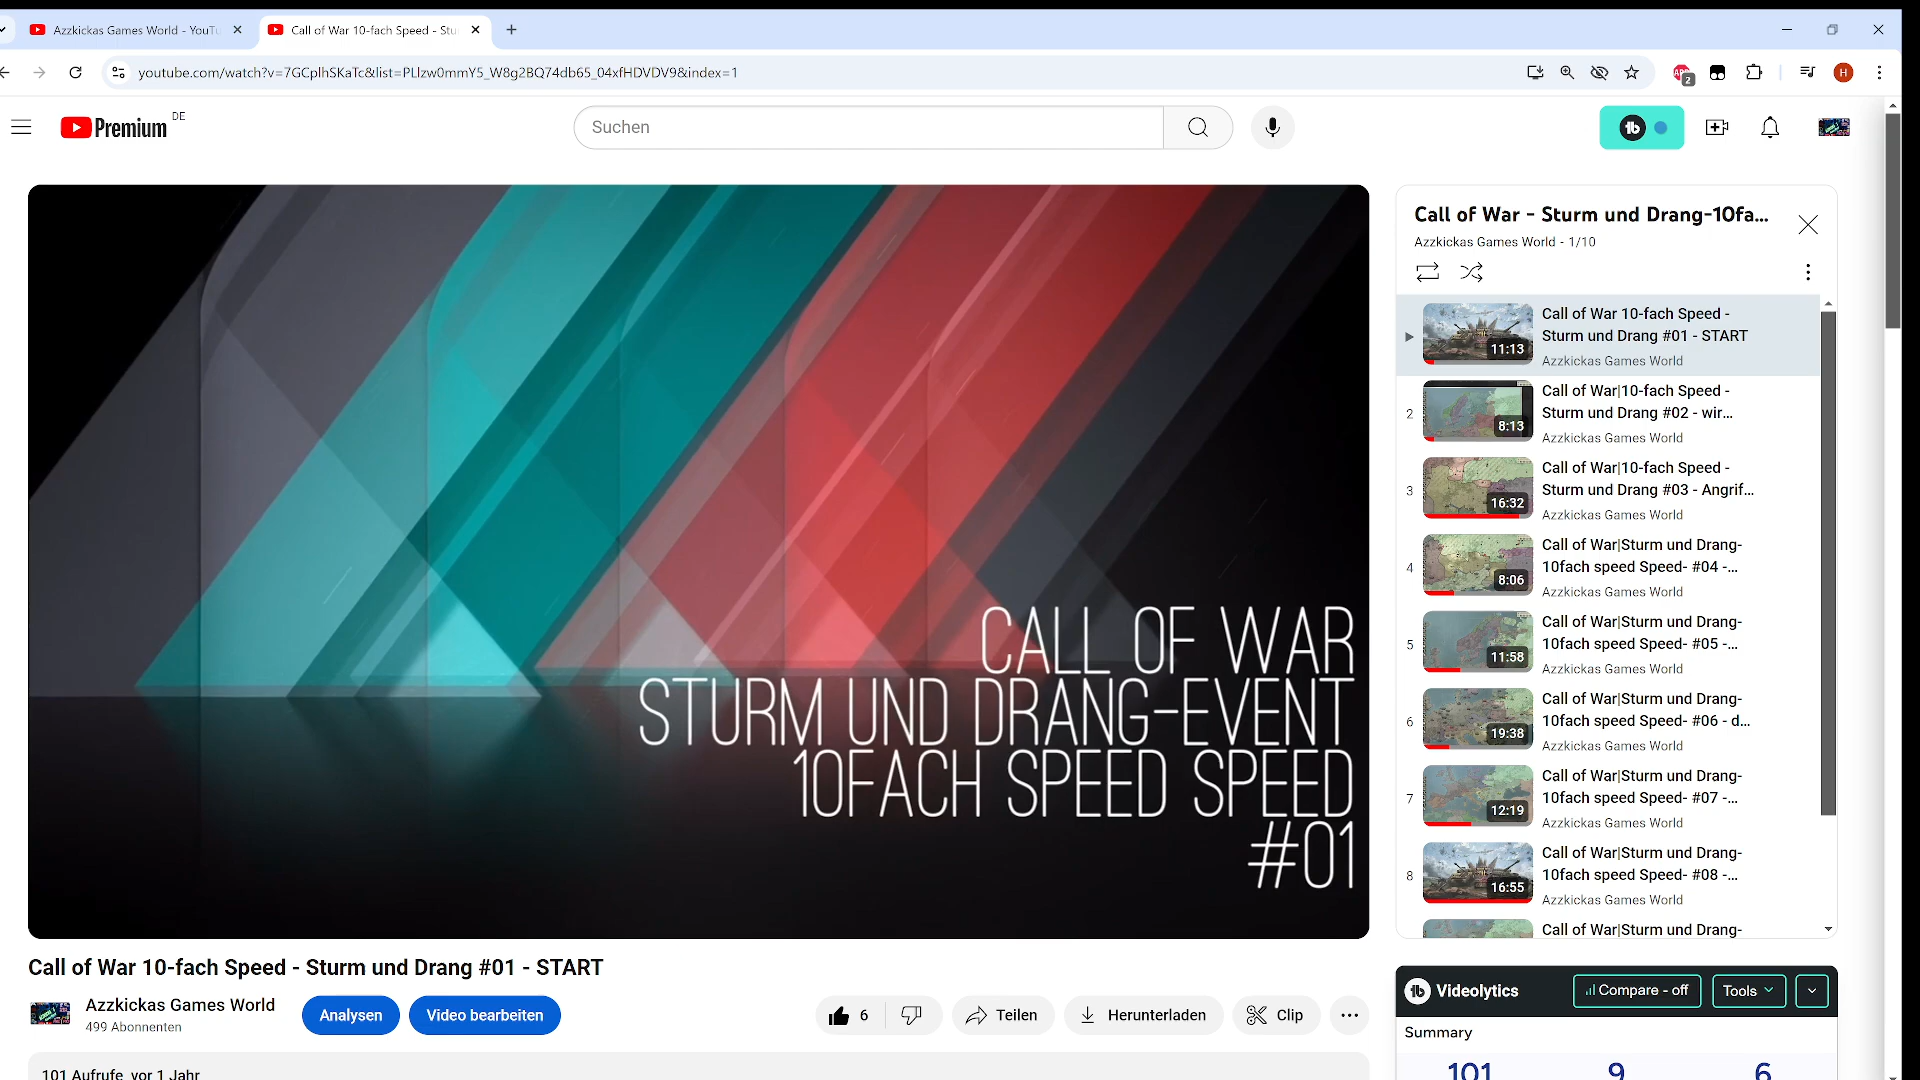 Azzkickas Games World - YouTu
Call of War 10-fach Speed - Stu
youtube.com/watch?v=7GCplhSKaTc&list=PLlzw0mmY5_W8g2BQ74db65_04xfHDVDV9&index=1
2
H
Premium
DE
Suchen
CALL OF WAR
STURM UND DRANG-EVENT
10FACH SPEED SPEED
#01
Call of War - Sturm und Drang-10fa...
Azzkickas Games World - 1/10
11:13
Call of War 10-fach Speed -
Sturm und Drang #01 - START
Azzkickas Games World
2
8:13
Call of War|10-fach Speed -
Sturm und Drang #02 - wir...
Azzkickas Games World
3
16:32
Call of War|10-fach Speed -
Sturm und Drang #03 - Angrif...
Azzkickas Games World
4
8:06
Call of War|Sturm und Drang-
10fach speed Speed- #04 -...
Azzkickas Games World
5
11:58
Call of War|Sturm und Drang-
10fach speed Speed- #05 -...
Azzkickas Games World
6
19:38
Call of War|Sturm und Drang-
10fach speed Speed- #06 - d...
Azzkickas Games World
7
12:19
Call of War|Sturm und Drang-
10fach speed Speed- #07 -...
Azzkickas Games World
8
16:55
Call of War|Sturm und Drang-
10fach speed Speed- #08 -...
Azzkickas Games World
Call of War|Sturm und Drang-
Call of War 10-fach Speed - Sturm und Drang #01 - START
Azzkickas Games World
499 Abonnenten
Analysen
Video bearbeiten
6
Teilen
Herunterladen
Clip
101 Aufrufe vor 1 Jahr
Videolytics
Compare - off
Tools
Summary
101 9 6